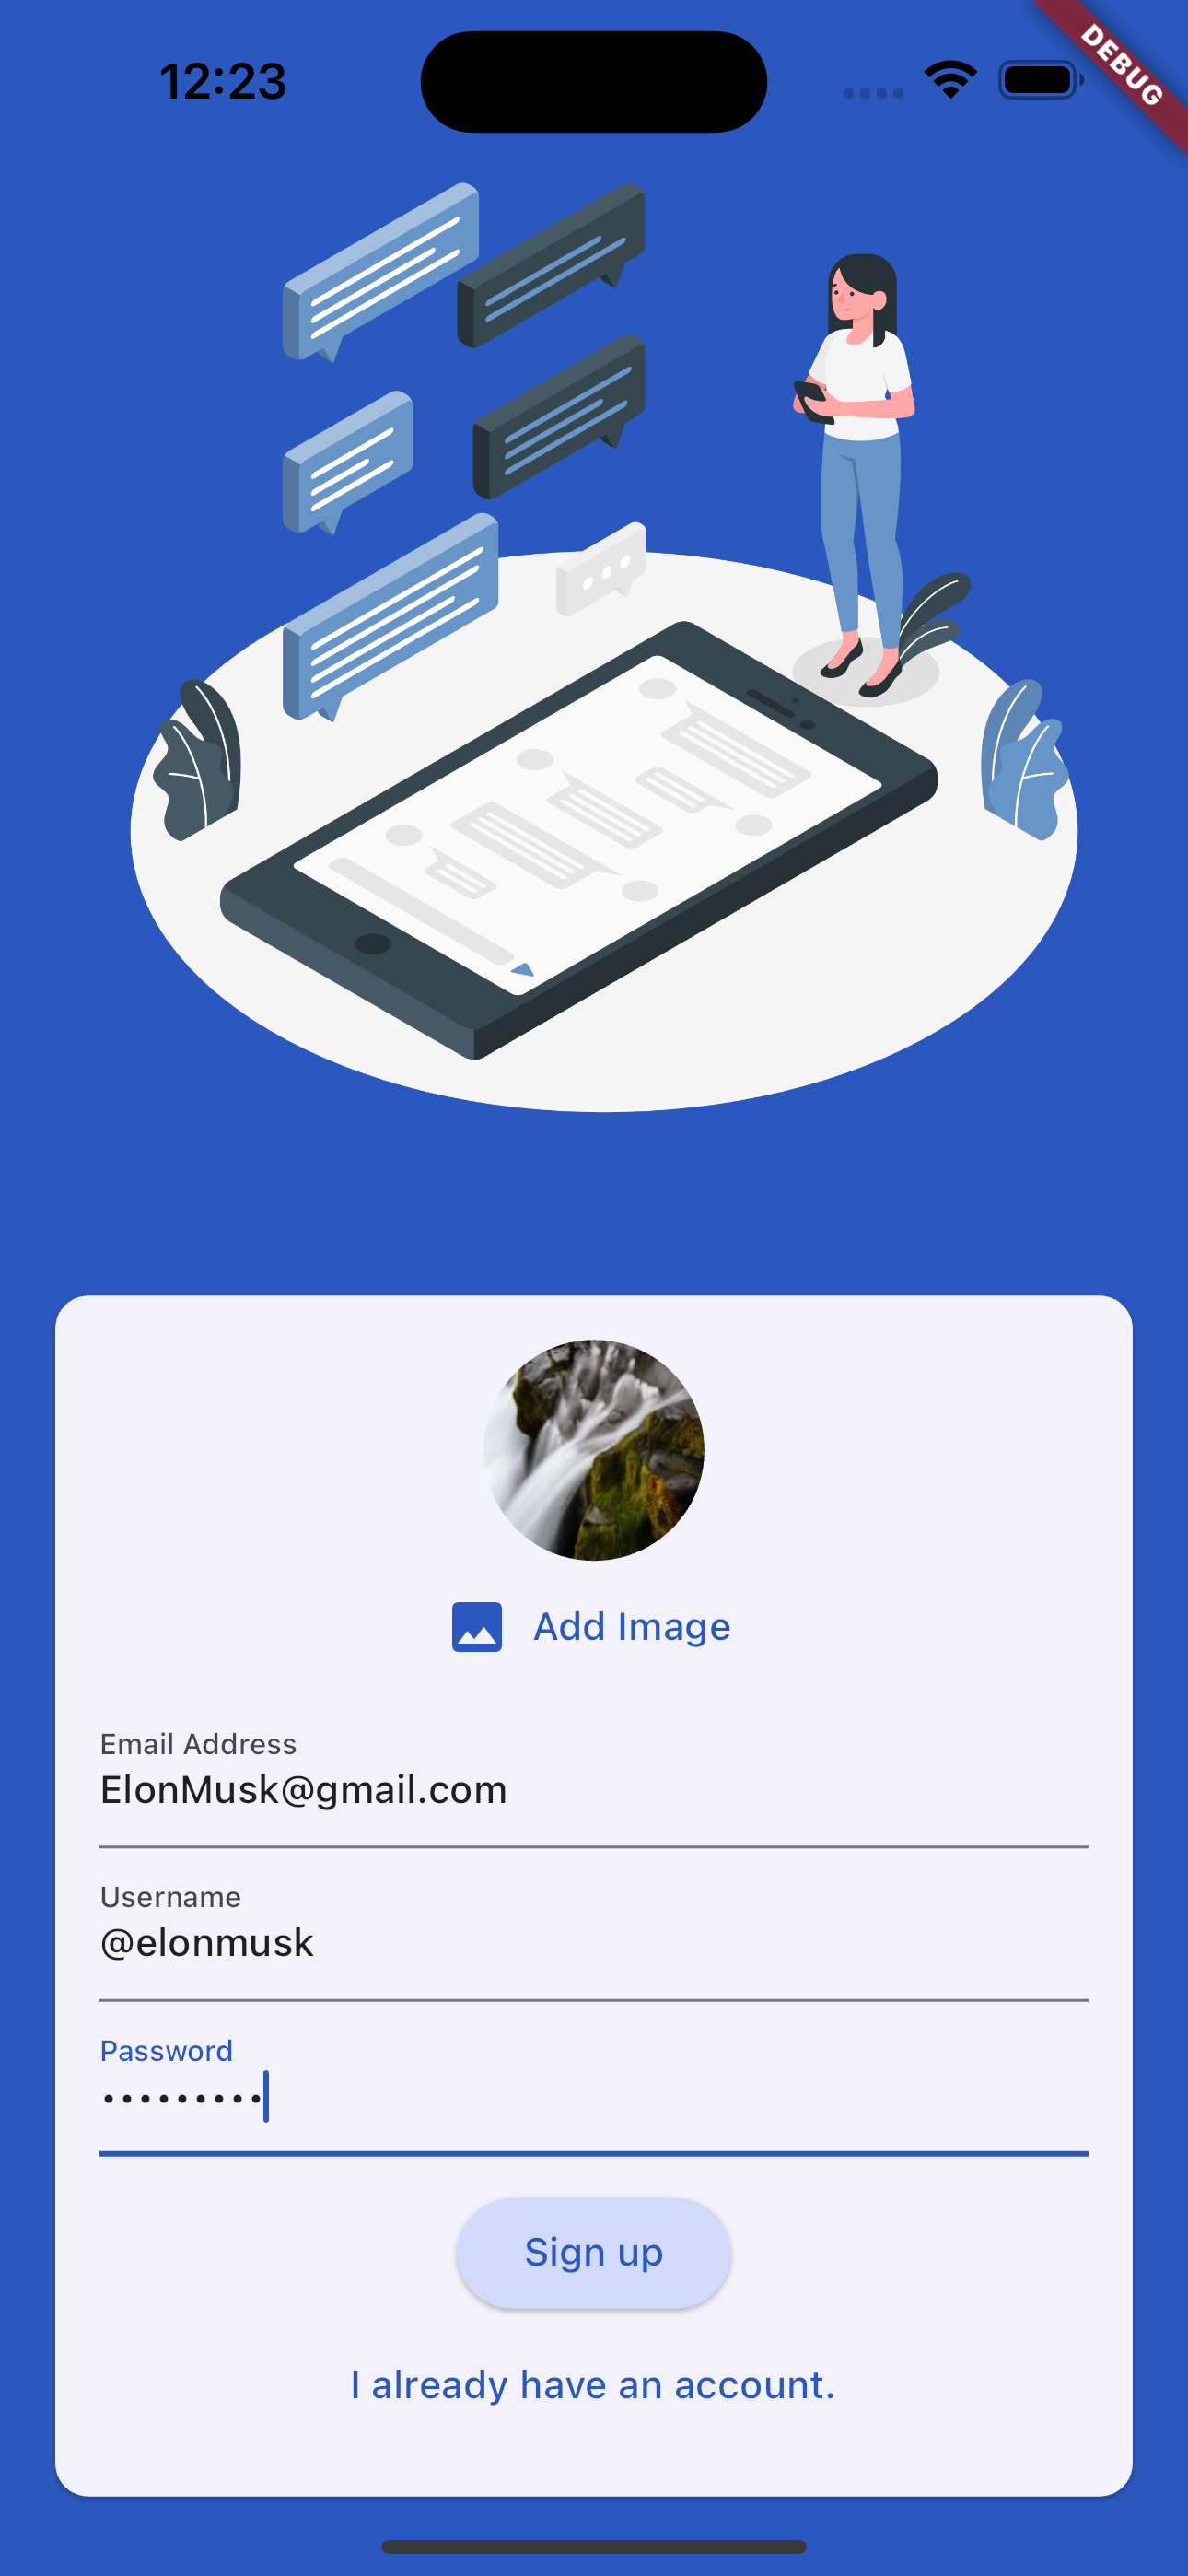 12:23
DEBUG
Add Image
Email Address
ElonMusk@gmail.com
Username
@elonmusk
Password
•••••••••
Sign up
I already have an account.